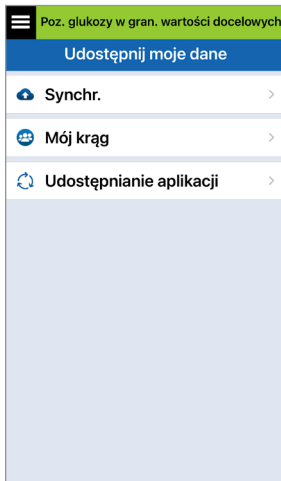 Poz. glukozy w gran. wartości docelowych
Udostępnij moje dane
Synchr.
Mój krąg
Udostępnianie aplikacji